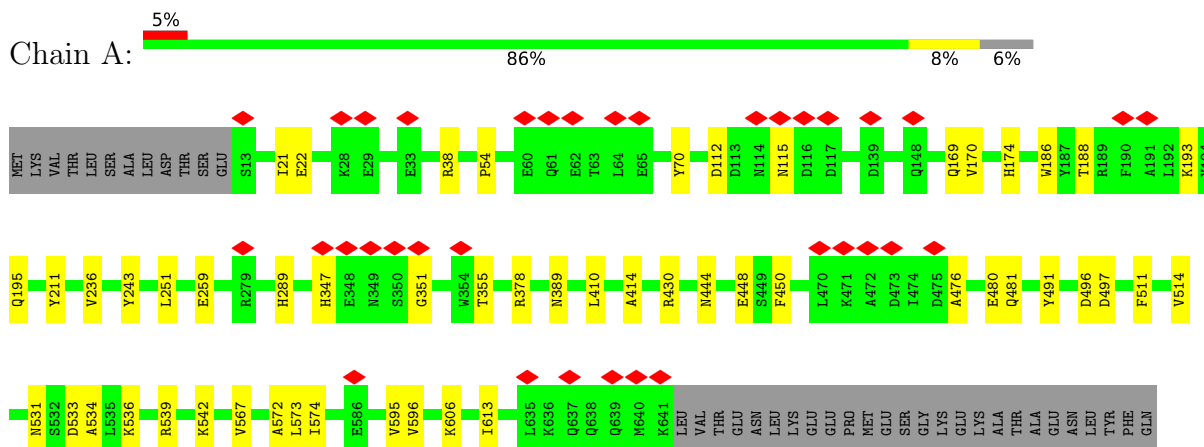 5%
Chain A:
86% 8% 6%
MET LYS VAL THR LEU SER ALA LEU ASP THR SER GLU S13 I21 E22 K28 E29 E33 R38 P54 E60 Q61 E62 T63 L64 E65 Y70 D112 D113 N114 N115 D116 D117 D139 Q148 Q169 V170 H174 W186 Y187 T188 R189 F190 A191 L192 K193
Q195 Y211 V236 Y243 L251 E259 R279 H289 H347 E348 N349 S350 G351 W354 T355 R378 N389 L410 A414 R430 N444 E448 S449 F450 L470 K471 A472 D473 I474 D475 A476 E480 Q481 Y491 D496 D497 F511 V514
N531 S532 D533 A534 L535 K536 R539 K542 V567 A572 L573 I574 E586 V595 V596 K606 I613 L635 K636 Q637 Q638 Q639 M640 K641 LEU VAL THR GLU ASN LEU LYS GLU GLU PRO MET GLU SER GLY LYS GLU LYS ALA THR ALA GLU ASN LEU TYR PHE GLN